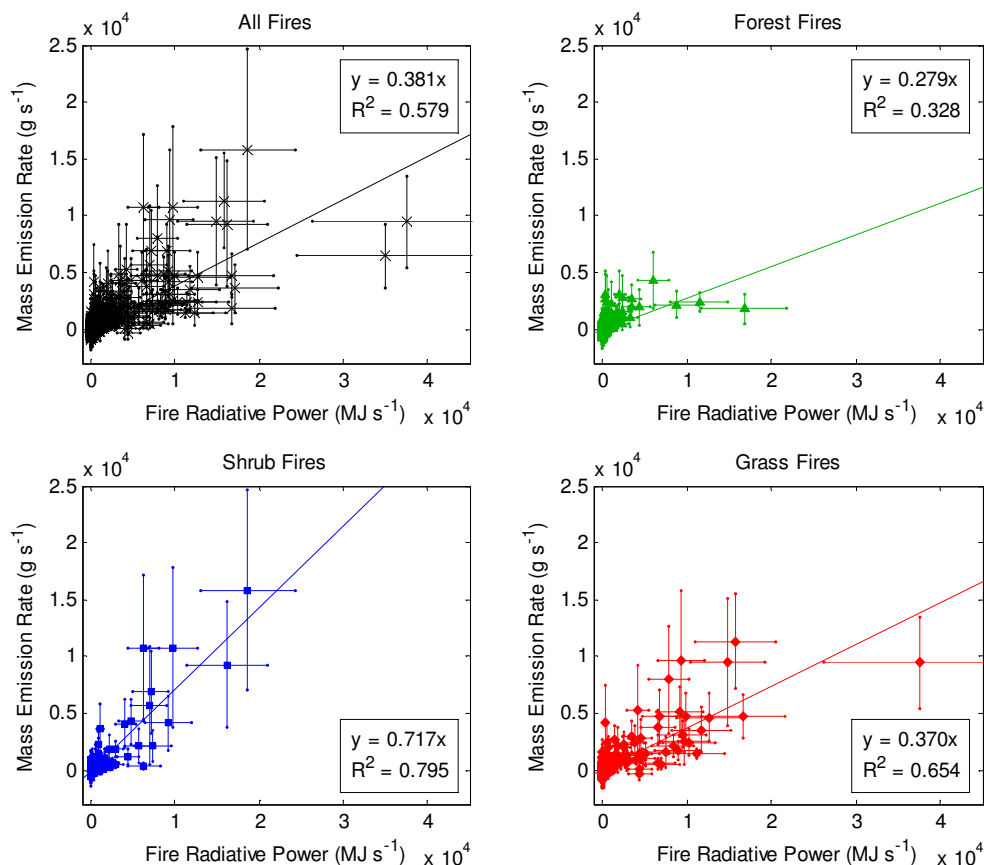 All Fires
x 10^4
2.5
2
1.5
1
0.5
0
Mass Emission Rate (g s^-1)
y = 0.381x
R^2 = 0.579
0 1 2 3 4
Fire Radiative Power (MJ s^-1) x 10^4
Forest Fires
x 10^4
2.5
2
1.5
1
0.5
0
Mass Emission Rate (g s^-1)
y = 0.279x
R^2 = 0.328
0 1 2 3 4
Fire Radiative Power (MJ s^-1) x 10^4
Shrub Fires
x 10^4
2.5
2
1.5
1
0.5
0
Mass Emission Rate (g s^-1)
y = 0.717x
R^2 = 0.795
0 1 2 3 4
Fire Radiative Power (MJ s^-1) x 10^4
Grass Fires
x 10^4
2.5
2
1.5
1
0.5
0
Mass Emission Rate (g s^-1)
y = 0.370x
R^2 = 0.654
0 1 2 3 4
Fire Radiative Power (MJ s^-1) x 10^4